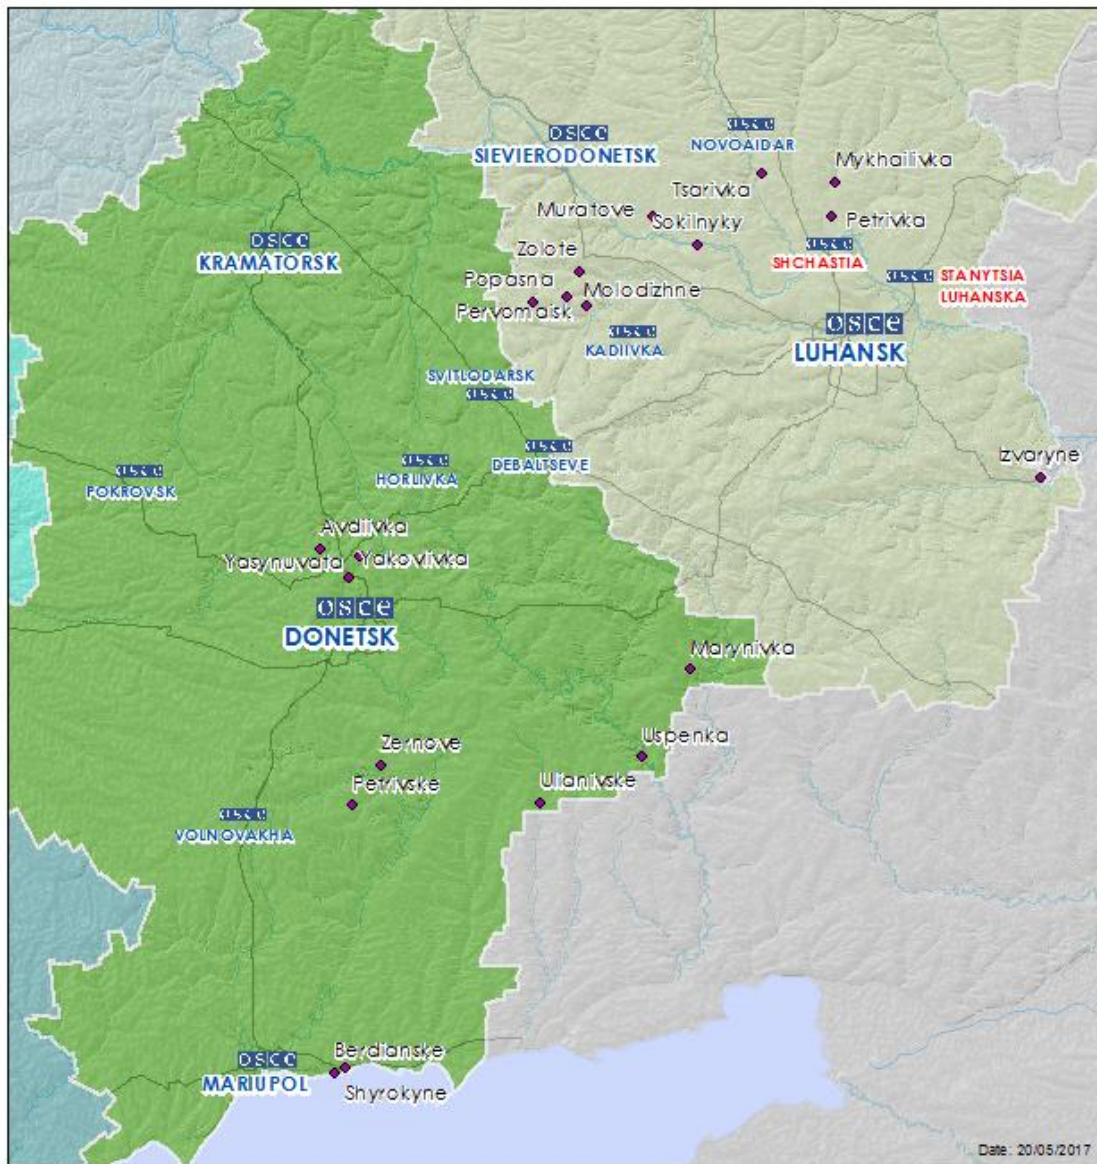 OSCE
SIEVIERODONETSK
OSCE
NOVOAIDAR
Mykhailivka
Tsarivka
Muratove
Sokilnyky
Petrivka
OSCE
KRAMATORSK
OSCE
SHCHASTIA
Zolote
OSCE
STANYTSIA
LUHANSKA
Popasna
Molodizhne
Pervomaisk
OSCE
LUHANSK
OSCE
KADIIVKA
SVITLODARSK
OSCE
OSCE
DEBALTSEVE
OSCE
HORLIVKA
OSCE
POKROVSK
Izvaryne
Avdiivka
Yasynuvata
Yakovlivka
OSCE
DONETSK
Marynivka
Uspenka
Zernove
Petrivske
Ulianivske
OSCE
VOLNOVAKHA
OSCE
MARIUPOL
Berdianske
Shyrokyne
Date: 20/05/2017